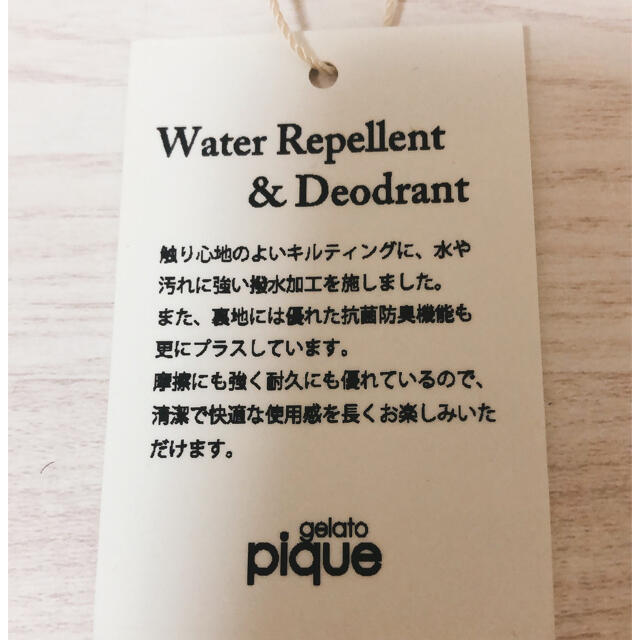 Water Repellent
& Deodrant
触り心地のよいキルティングに、水や
汚れに強い撥水加工を施しました。
また、裏地には優れた抗菌防臭機能も
更にプラスしています。
摩擦にも強く耐久にも優れているので、
清潔で快適な使用感を長くお楽しみいた
だけます。
gelato
pique